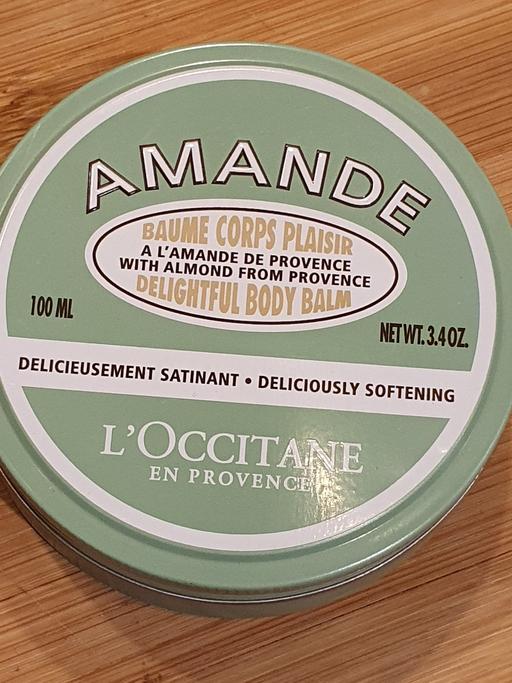 AMANDE
BAUME CORPS PLAISIR
A L'AMANDE DE PROVENCE
WITH ALMOND FROM PROVENCE
DELIGHTFUL BODY BALM
100 ML
NET WT. 3.4 OZ.
DELICIEUSEMENT SATINANT • DELICIOUSLY SOFTENING
L'OCCITANE
EN PROVENCE